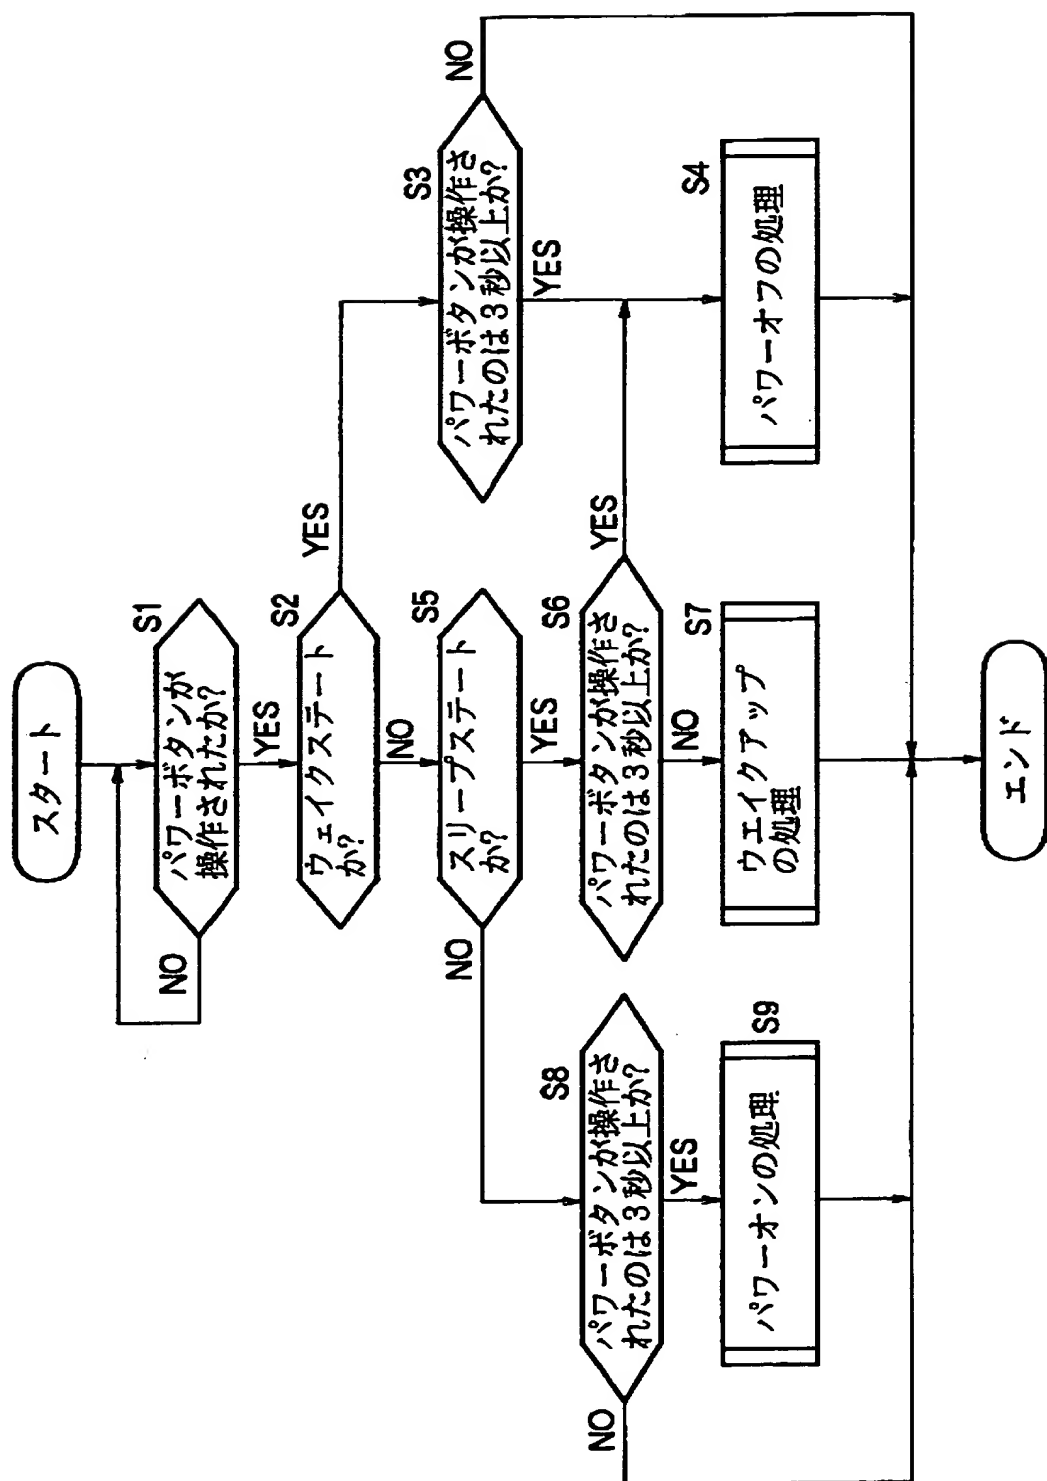 スタート
S1
パワーボタンが
操作されたか?
NO
YES
S2
ウェイクステート
か?
YES
NO
S3
パワーボタンが操作さ
れたのは3秒以上か?
NO
YES
S4
パワーオフの処理
S5
スリープステート
か?
NO
YES
S6
パワーボタンが操作さ
れたのは3秒以上か?
YES
NO
S7
ウエイクアップ
の処理
S8
パワーボタンが操作さ
れたのは3秒以上か?
NO
YES
S9
パワーオンの処理
エンド